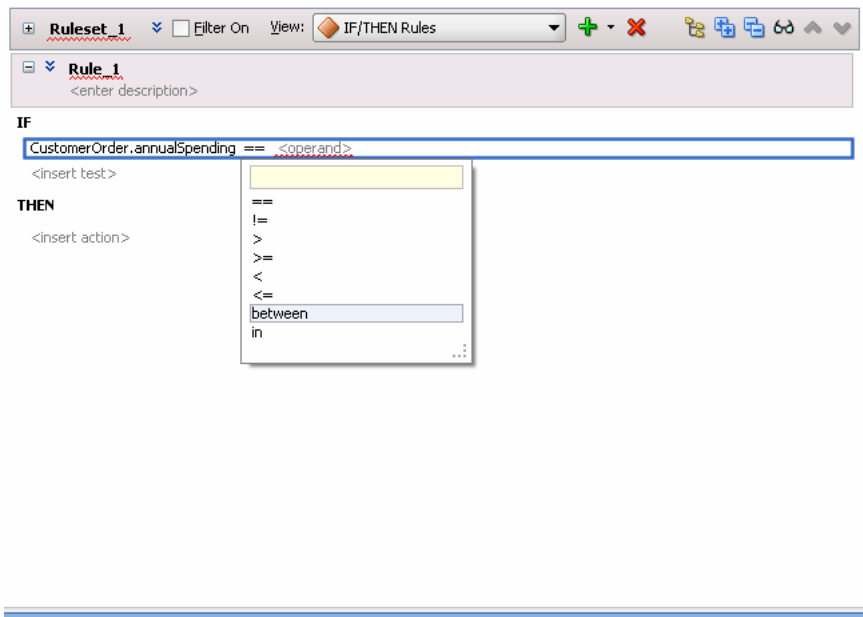 Ruleset_1 Filter On View: IF/THEN Rules
Rule_1
<enter description>
IF
CustomerOrder.annualSpending == <operand>
<insert test>
==
!=
>
>=
<
<=
between
in
THEN
<insert action>